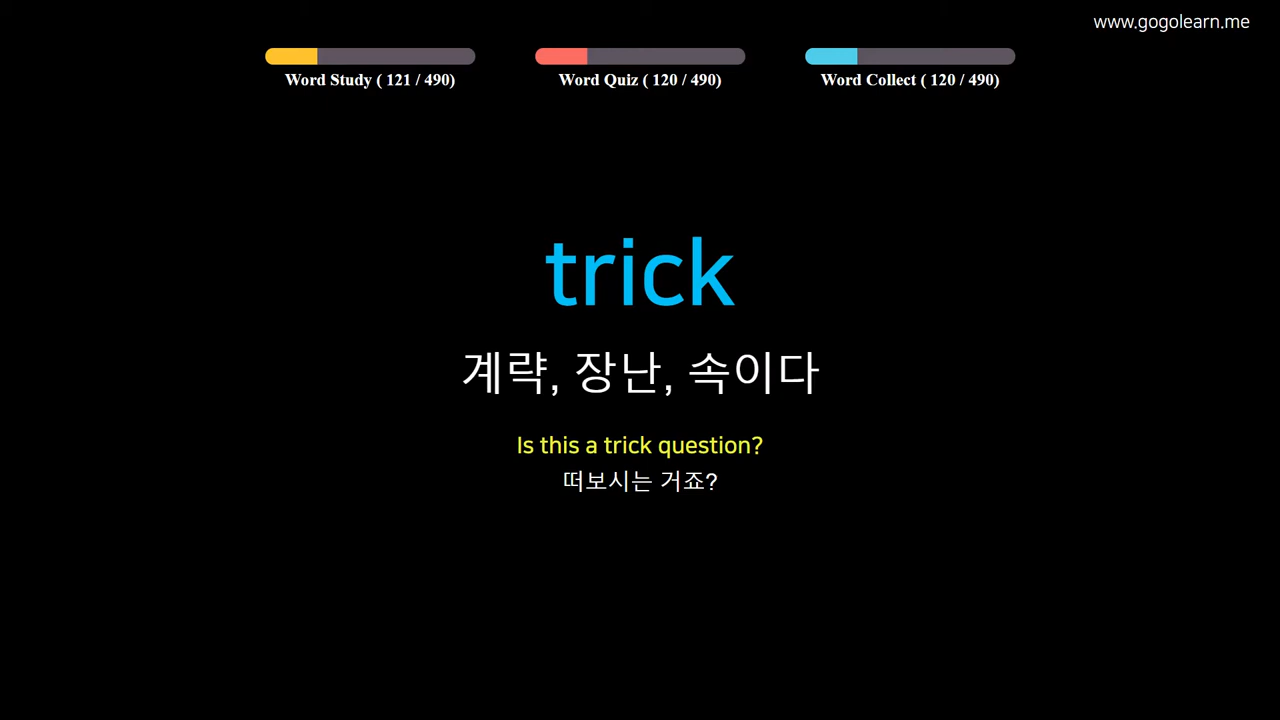 www.gogolearn.me
Word Study ( 121 / 490)
Word Quiz ( 120 / 490)
Word Collect ( 120 / 490)
trick
계략, 장난, 속이다
Is this a trick question?
떠보시는 거죠?